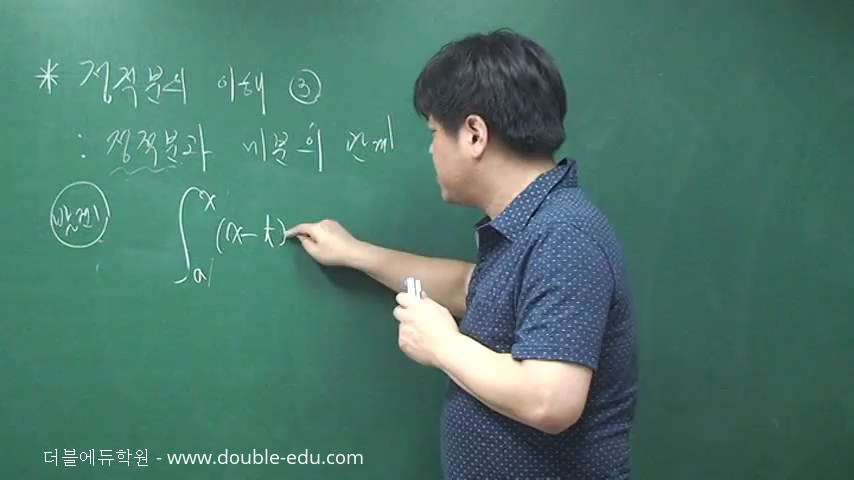 * 정적분의 이해 ③
: 정적분과 미분의 관계
발전1 ∫ₐˣ (x-t)
더블에듀학원 - www.double-edu.com